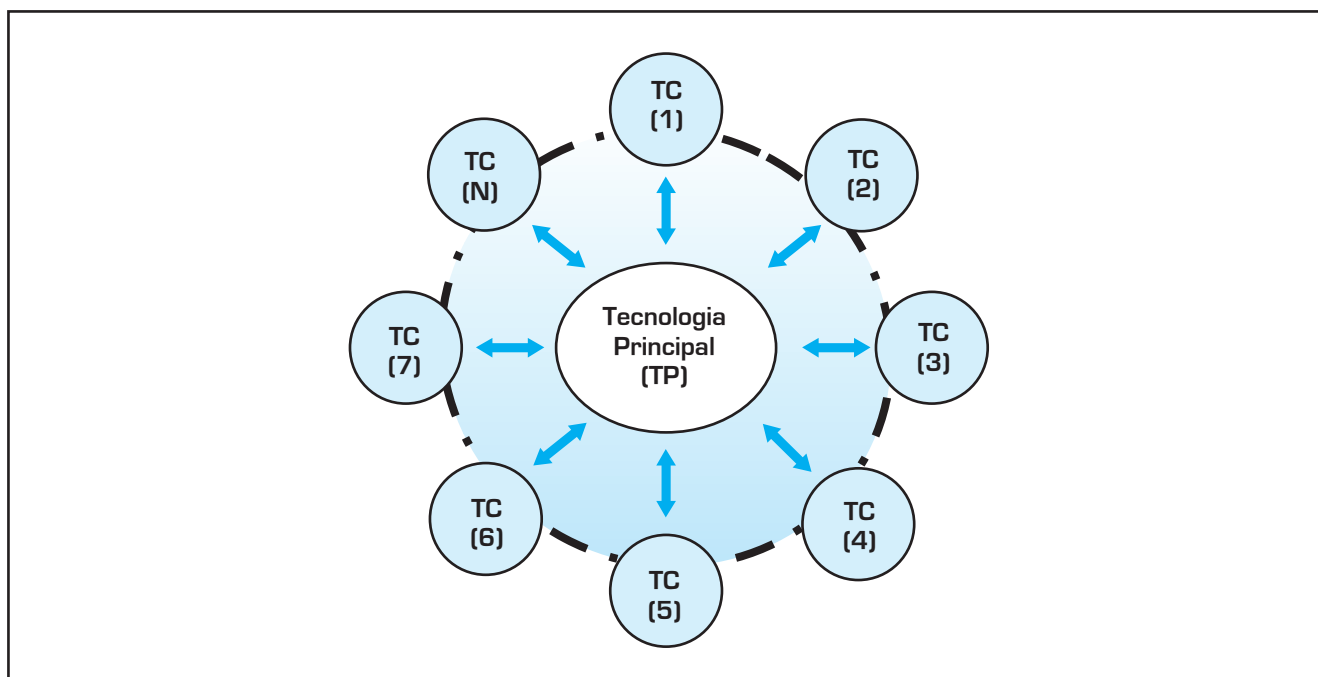 TC
(1)
TC
(2)
TC
(3)
TC
(4)
TC
(5)
TC
(6)
TC
(7)
TC
(N)
Tecnologia
Principal
(TP)